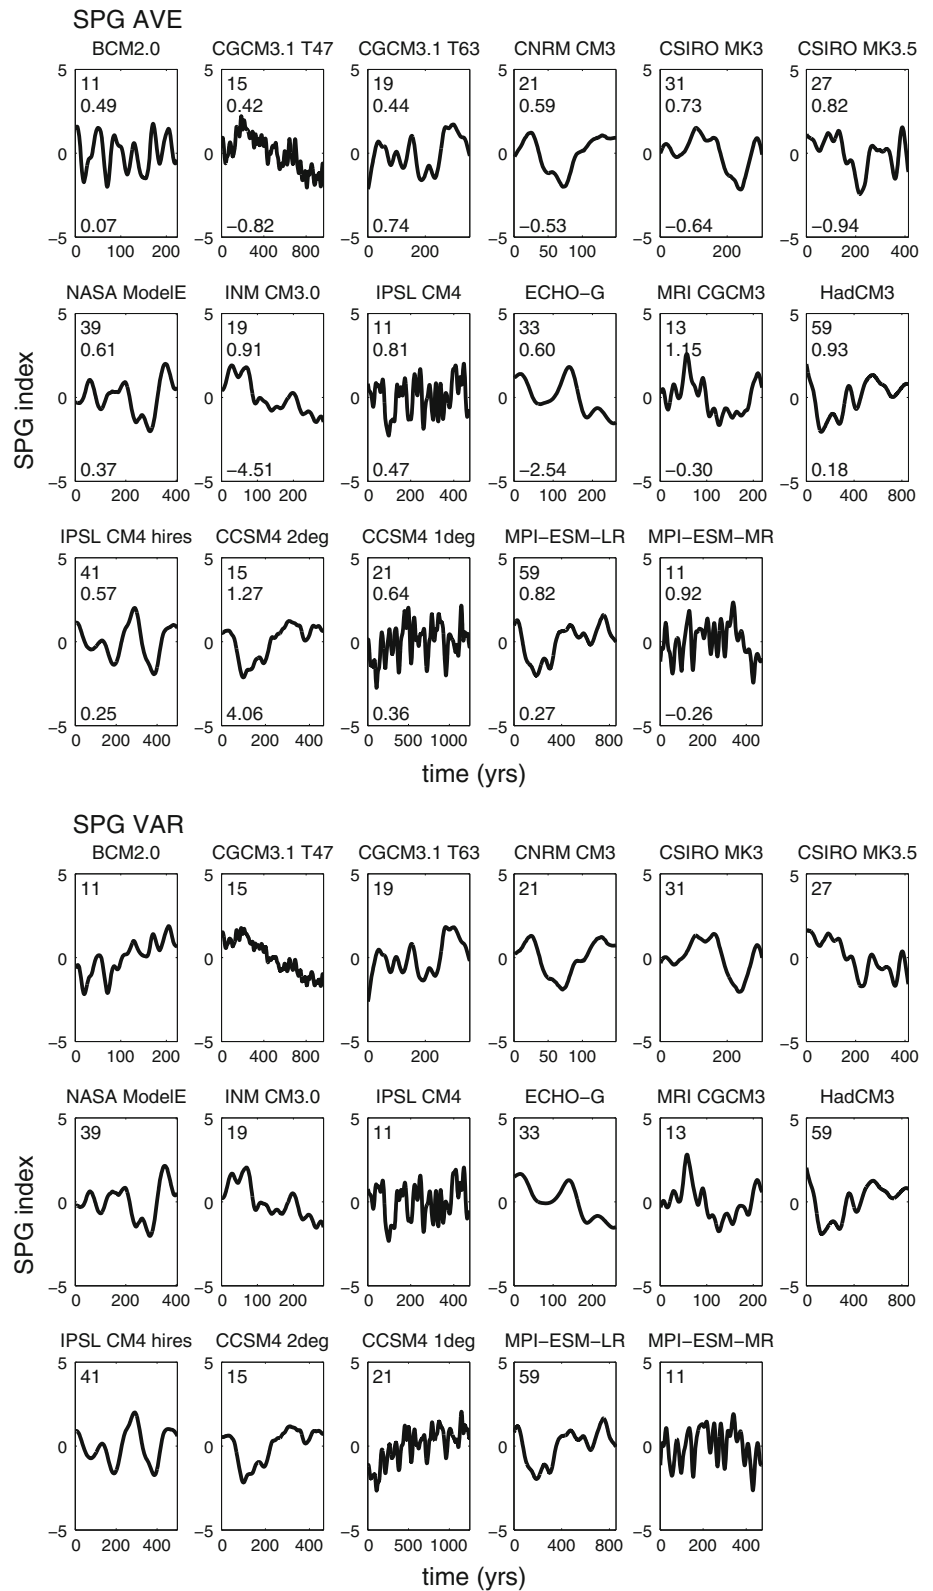 SPG AVE
BCM2.0 CGCM3.1 T47 CGCM3.1 T63 CNRM CM3 CSIRO MK3 CSIRO MK3.5
5 5 5 5 5 5
11 15 19 21 31 27
0.49 0.42 0.44 0.59 0.73 0.82
0 0 0 0 0 0
0.07 −0.82 0.74 −0.53 −0.64 −0.94
−5 −5 −5 −5 −5 −5
0 100 200 0 400 800 0 200 0 50 100 0 200 0 200 400
NASA ModelE INM CM3.0 IPSL CM4 ECHO−G MRI CGCM3 HadCM3
5 5 5 5 5 5
39 19 11 33 13 59
0.61 0.91 0.81 0.60 1.15 0.93
0 0 0 0 0 0
0.37 −4.51 0.47 −2.54 −0.30 0.18
−5 −5 −5 −5 −5 −5
0 200 400 0 200 0 200 400 0 100 200 0 100 200 0 400 800
SPG index
IPSL CM4 hires CCSM4 2deg CCSM4 1deg MPI−ESM−LR MPI−ESM−MR
5 5 5 5 5
41 15 21 59 11
0.57 1.27 0.64 0.82 0.92
0 0 0 0 0
0.25 4.06 0.36 0.27 −0.26
−5 −5 −5 −5 −5
0 200 400 0 200 400 0 500 1000 0 400 800 0 200 400
time (yrs)
SPG VAR
BCM2.0 CGCM3.1 T47 CGCM3.1 T63 CNRM CM3 CSIRO MK3 CSIRO MK3.5
5 5 5 5 5 5
11 15 19 21 31 27
0 0 0 0 0 0
−5 −5 −5 −5 −5 −5
0 100 200 0 400 800 0 200 0 50 100 0 200 0 200 400
NASA ModelE INM CM3.0 IPSL CM4 ECHO−G MRI CGCM3 HadCM3
5 5 5 5 5 5
39 19 11 33 13 59
0 0 0 0 0 0
−5 −5 −5 −5 −5 −5
0 200 400 0 200 0 200 400 0 100 200 0 100 200 0 400 800
SPG index
IPSL CM4 hires CCSM4 2deg CCSM4 1deg MPI−ESM−LR MPI−ESM−MR
5 5 5 5 5
41 15 21 59 11
0 0 0 0 0
−5 −5 −5 −5 −5
0 200 400 0 200 400 0 500 1000 0 400 800 0 200 400
time (yrs)